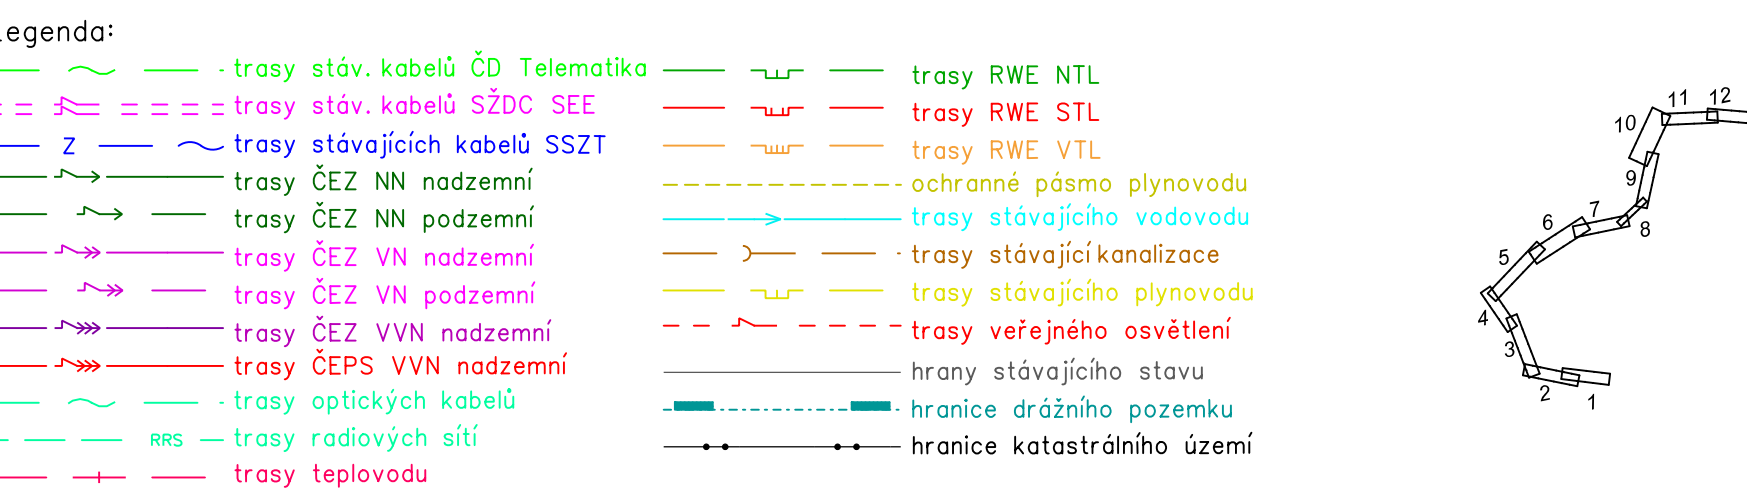 Legenda:
trasy stáv. kabelů ČD Telematika
trasy stáv. kabelů SŽDC SEE
Z trasy stávajících kabelů SSZT
trasy ČEZ NN nadzemní
trasy ČEZ NN podzemní
trasy ČEZ VN nadzemní
trasy ČEZ VN podzemní
trasy ČEZ VVN nadzemní
trasy ČEPS VVN nadzemní
trasy optických kabelů
RRS trasy radiových sítí
trasy teplovodu
trasy RWE NTL
trasy RWE STL
trasy RWE VTL
ochranné pásmo plynovodu
trasy stávajícího vodovodu
trasy stávající kanalizace
trasy stávajícího plynovodu
trasy veřejného osvětlení
hrany stávajícího stavu
hranice drážního pozemku
hranice katastrálního území
11 12
10
9
7
6
8
5
4
3
2
1